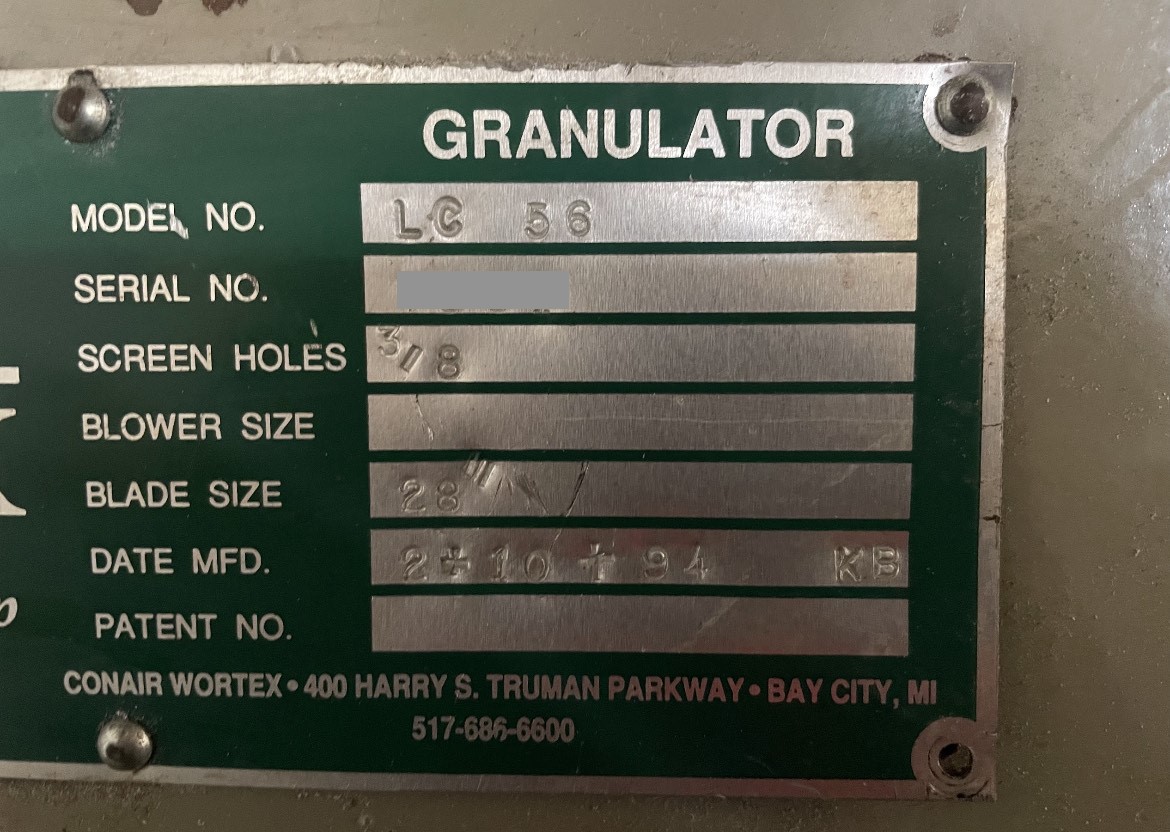 GRANULATOR
MODEL NO. LC 56
SERIAL NO.
SCREEN HOLES 3/8
BLOWER SIZE
BLADE SIZE 28"
DATE MFD. 2+10+94 KB
PATENT NO.
CONAIR WORTEX • 400 HARRY S. TRUMAN PARKWAY • BAY CITY, MI
517-686-6600